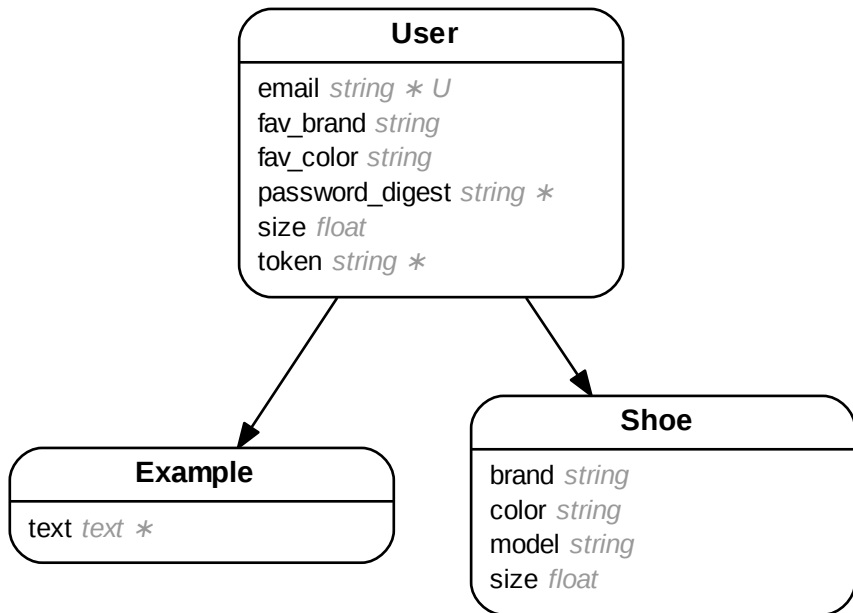 User
email string ∗ U
fav_brand string
fav_color string
password_digest string ∗
size float
token string ∗
Example
text text ∗
Shoe
brand string
color string
model string
size float